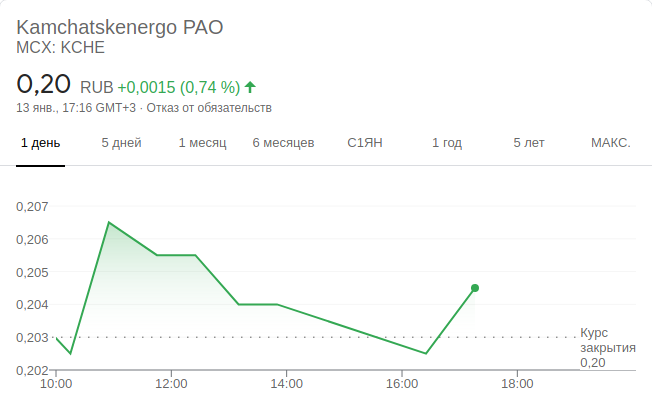 Kamchatskenergo PAO
MCX: KCHE
0,20 RUB +0,0015 (0,74 %)
13 янв., 17:16 GMT+3 · Отказ от обязательств
1 день 5 дней 1 месяц 6 месяцев С1ЯН 1 год 5 лет МАКС.
0,207
0,206
0,205
0,204
0,203
0,202
Курс
закрытия
0,20
10:00 12:00 14:00 16:00 18:00